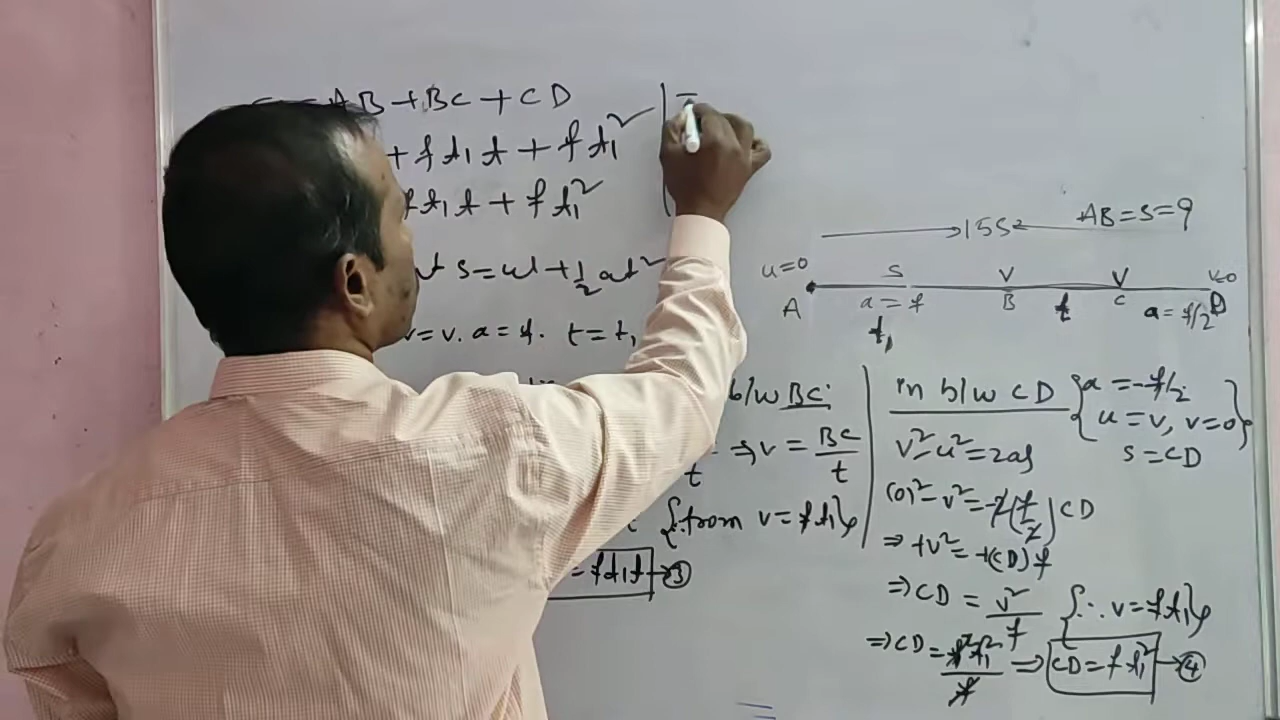 AB + BC + CD
+ f t₁ t + f t₁² ✓
f t₁ t + f t₁²
s = ut + 1/2 at²
v = v. a = f. t = t₁
AB = S = 9
15S
u=0 S V V v=0
A a = f B t C a = f/2 D
t₁
b/w BC
t ⇒ v = BC/t
{∵ from v = f t₁}
= f t₁ t → ③
in b/w CD {a = -f/2
u = v, v = 0}
v² - u² = 2as s = CD
(0)² - v² = -2(f/2) CD
⇒ +v² = +(CD) f
⇒ CD = v²/f {∵ v = f t₁}
⇒ CD = f² t₁²/f ⇒ CD = f t₁² → ④